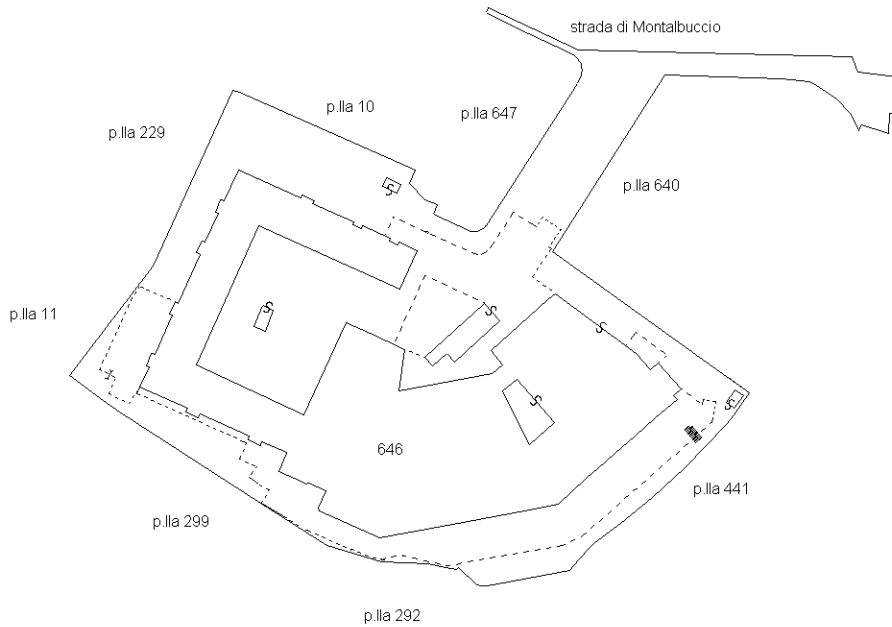 strada di Montalbuccio
p.lla 10
p.lla 647
p.lla 229
p.lla 640
p.lla 11
646
p.lla 441
p.lla 299
p.lla 292